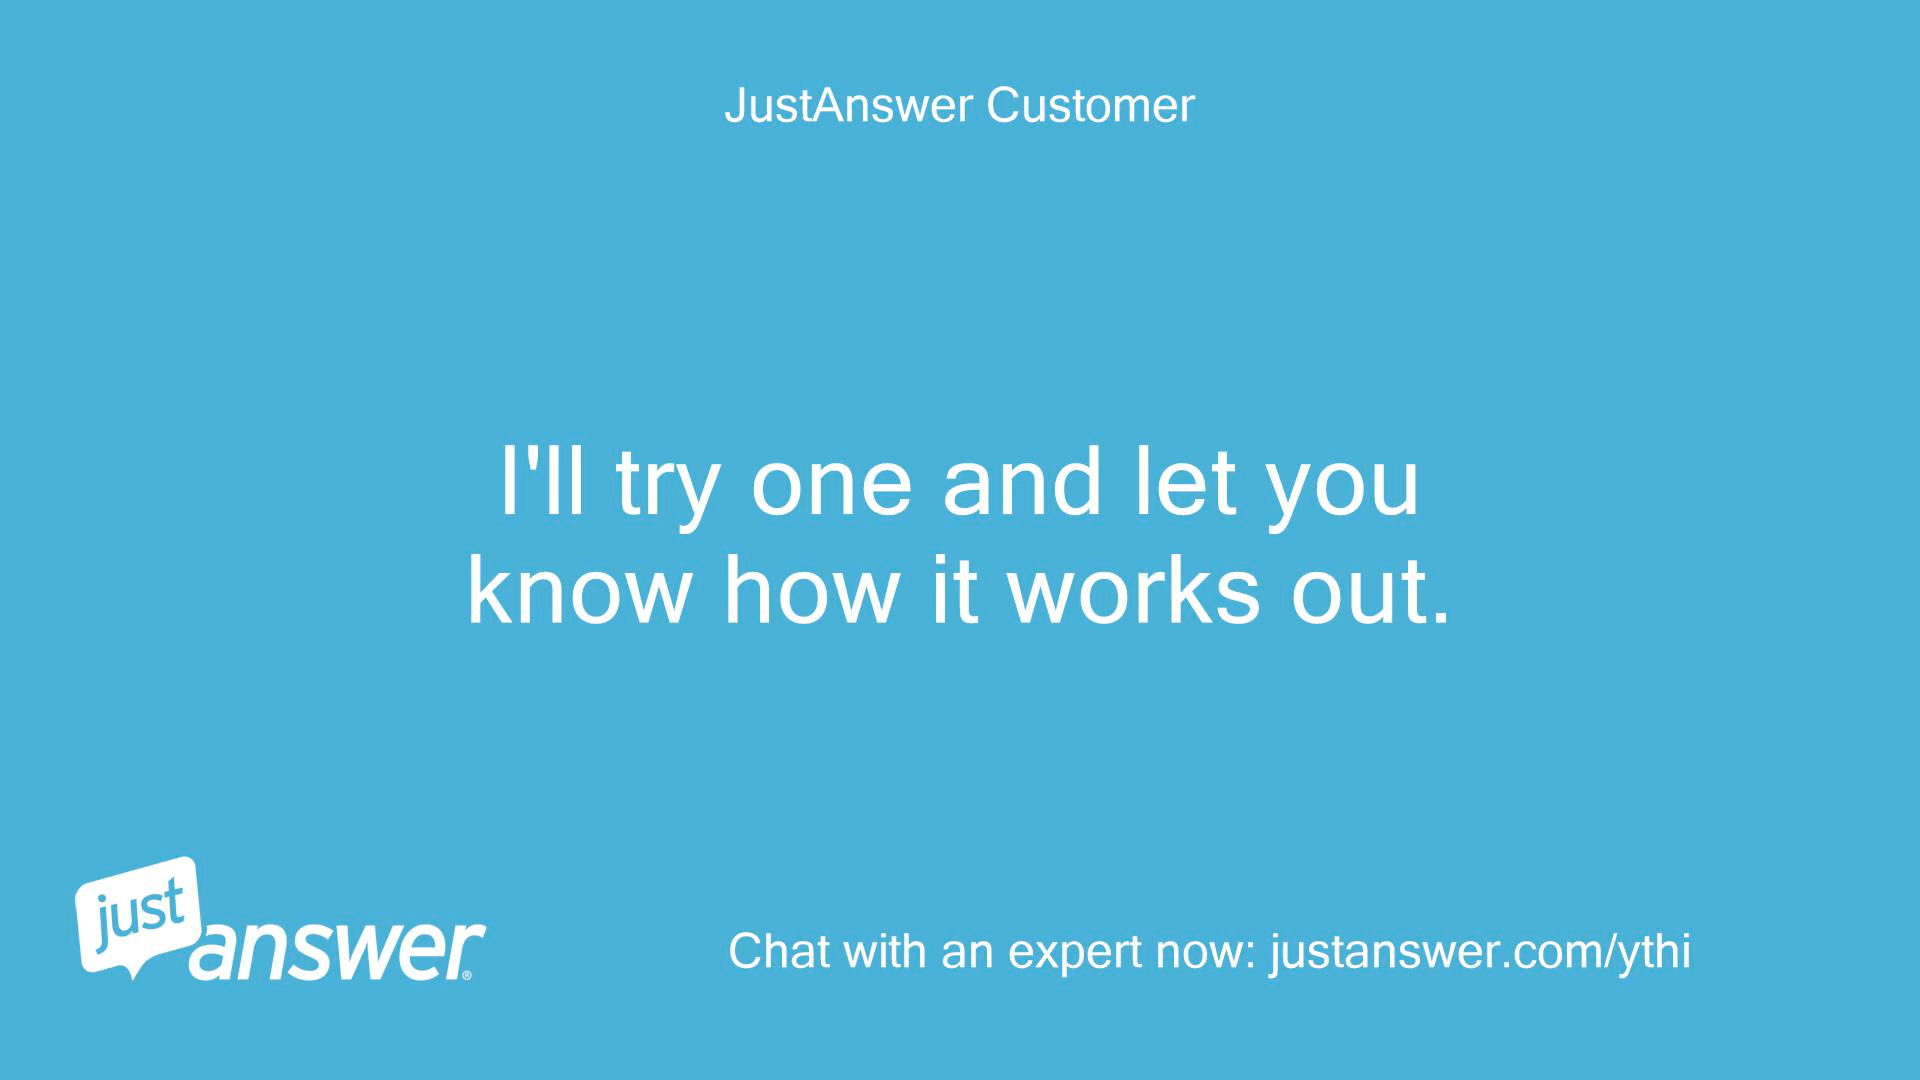 JustAnswer Customer
I'll try one and let you
know how it works out.
just
answer®
Chat with an expert now: justanswer.com/ythi